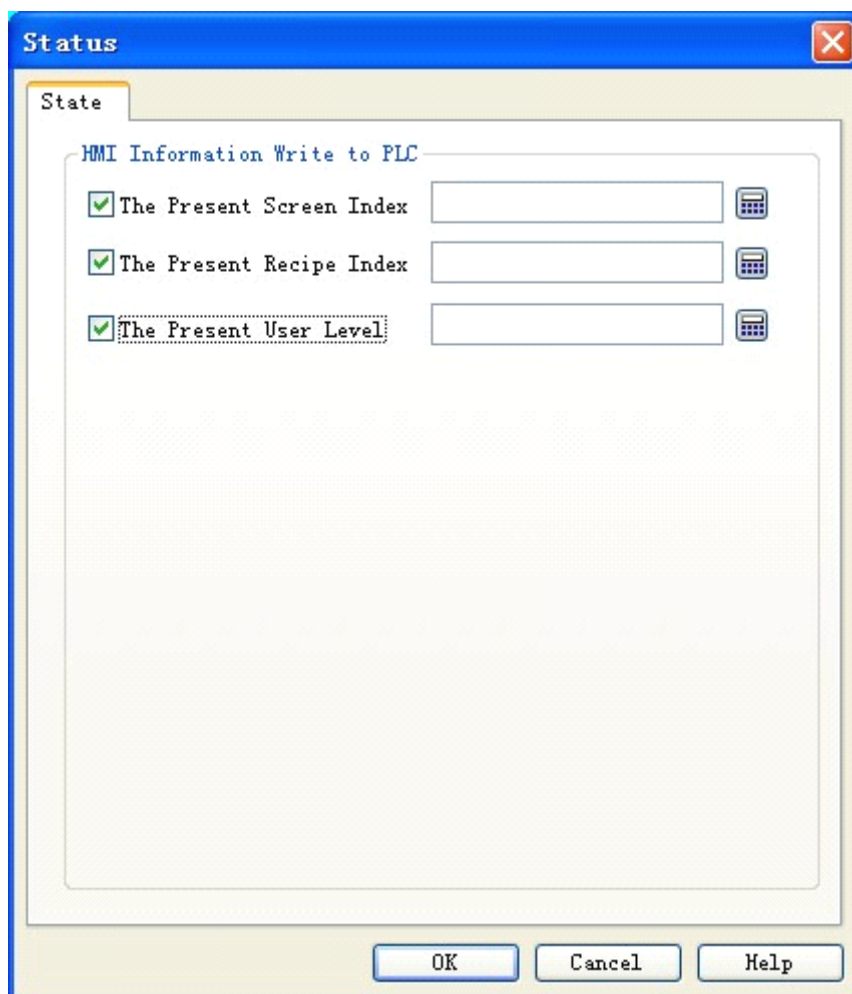 Status
State
HMI Information Write to PLC
The Present Screen Index
The Present Recipe Index
The Present User Level
OK Cancel Help